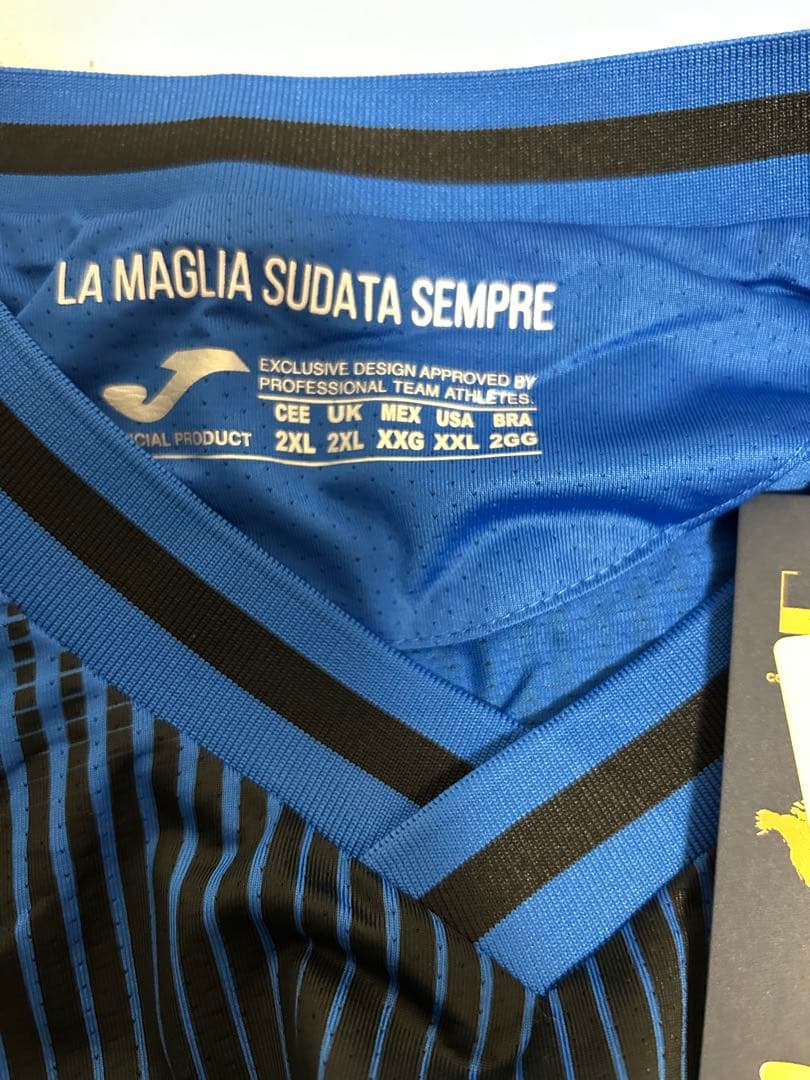 LA MAGLIA SUDATA SEMPRE
EXCLUSIVE DESIGN APPROVED BY
PROFESSIONAL TEAM ATHLETES.
CEE UK MEX USA BRA
PRODUCT 2XL 2XL XXG XXL 2GG